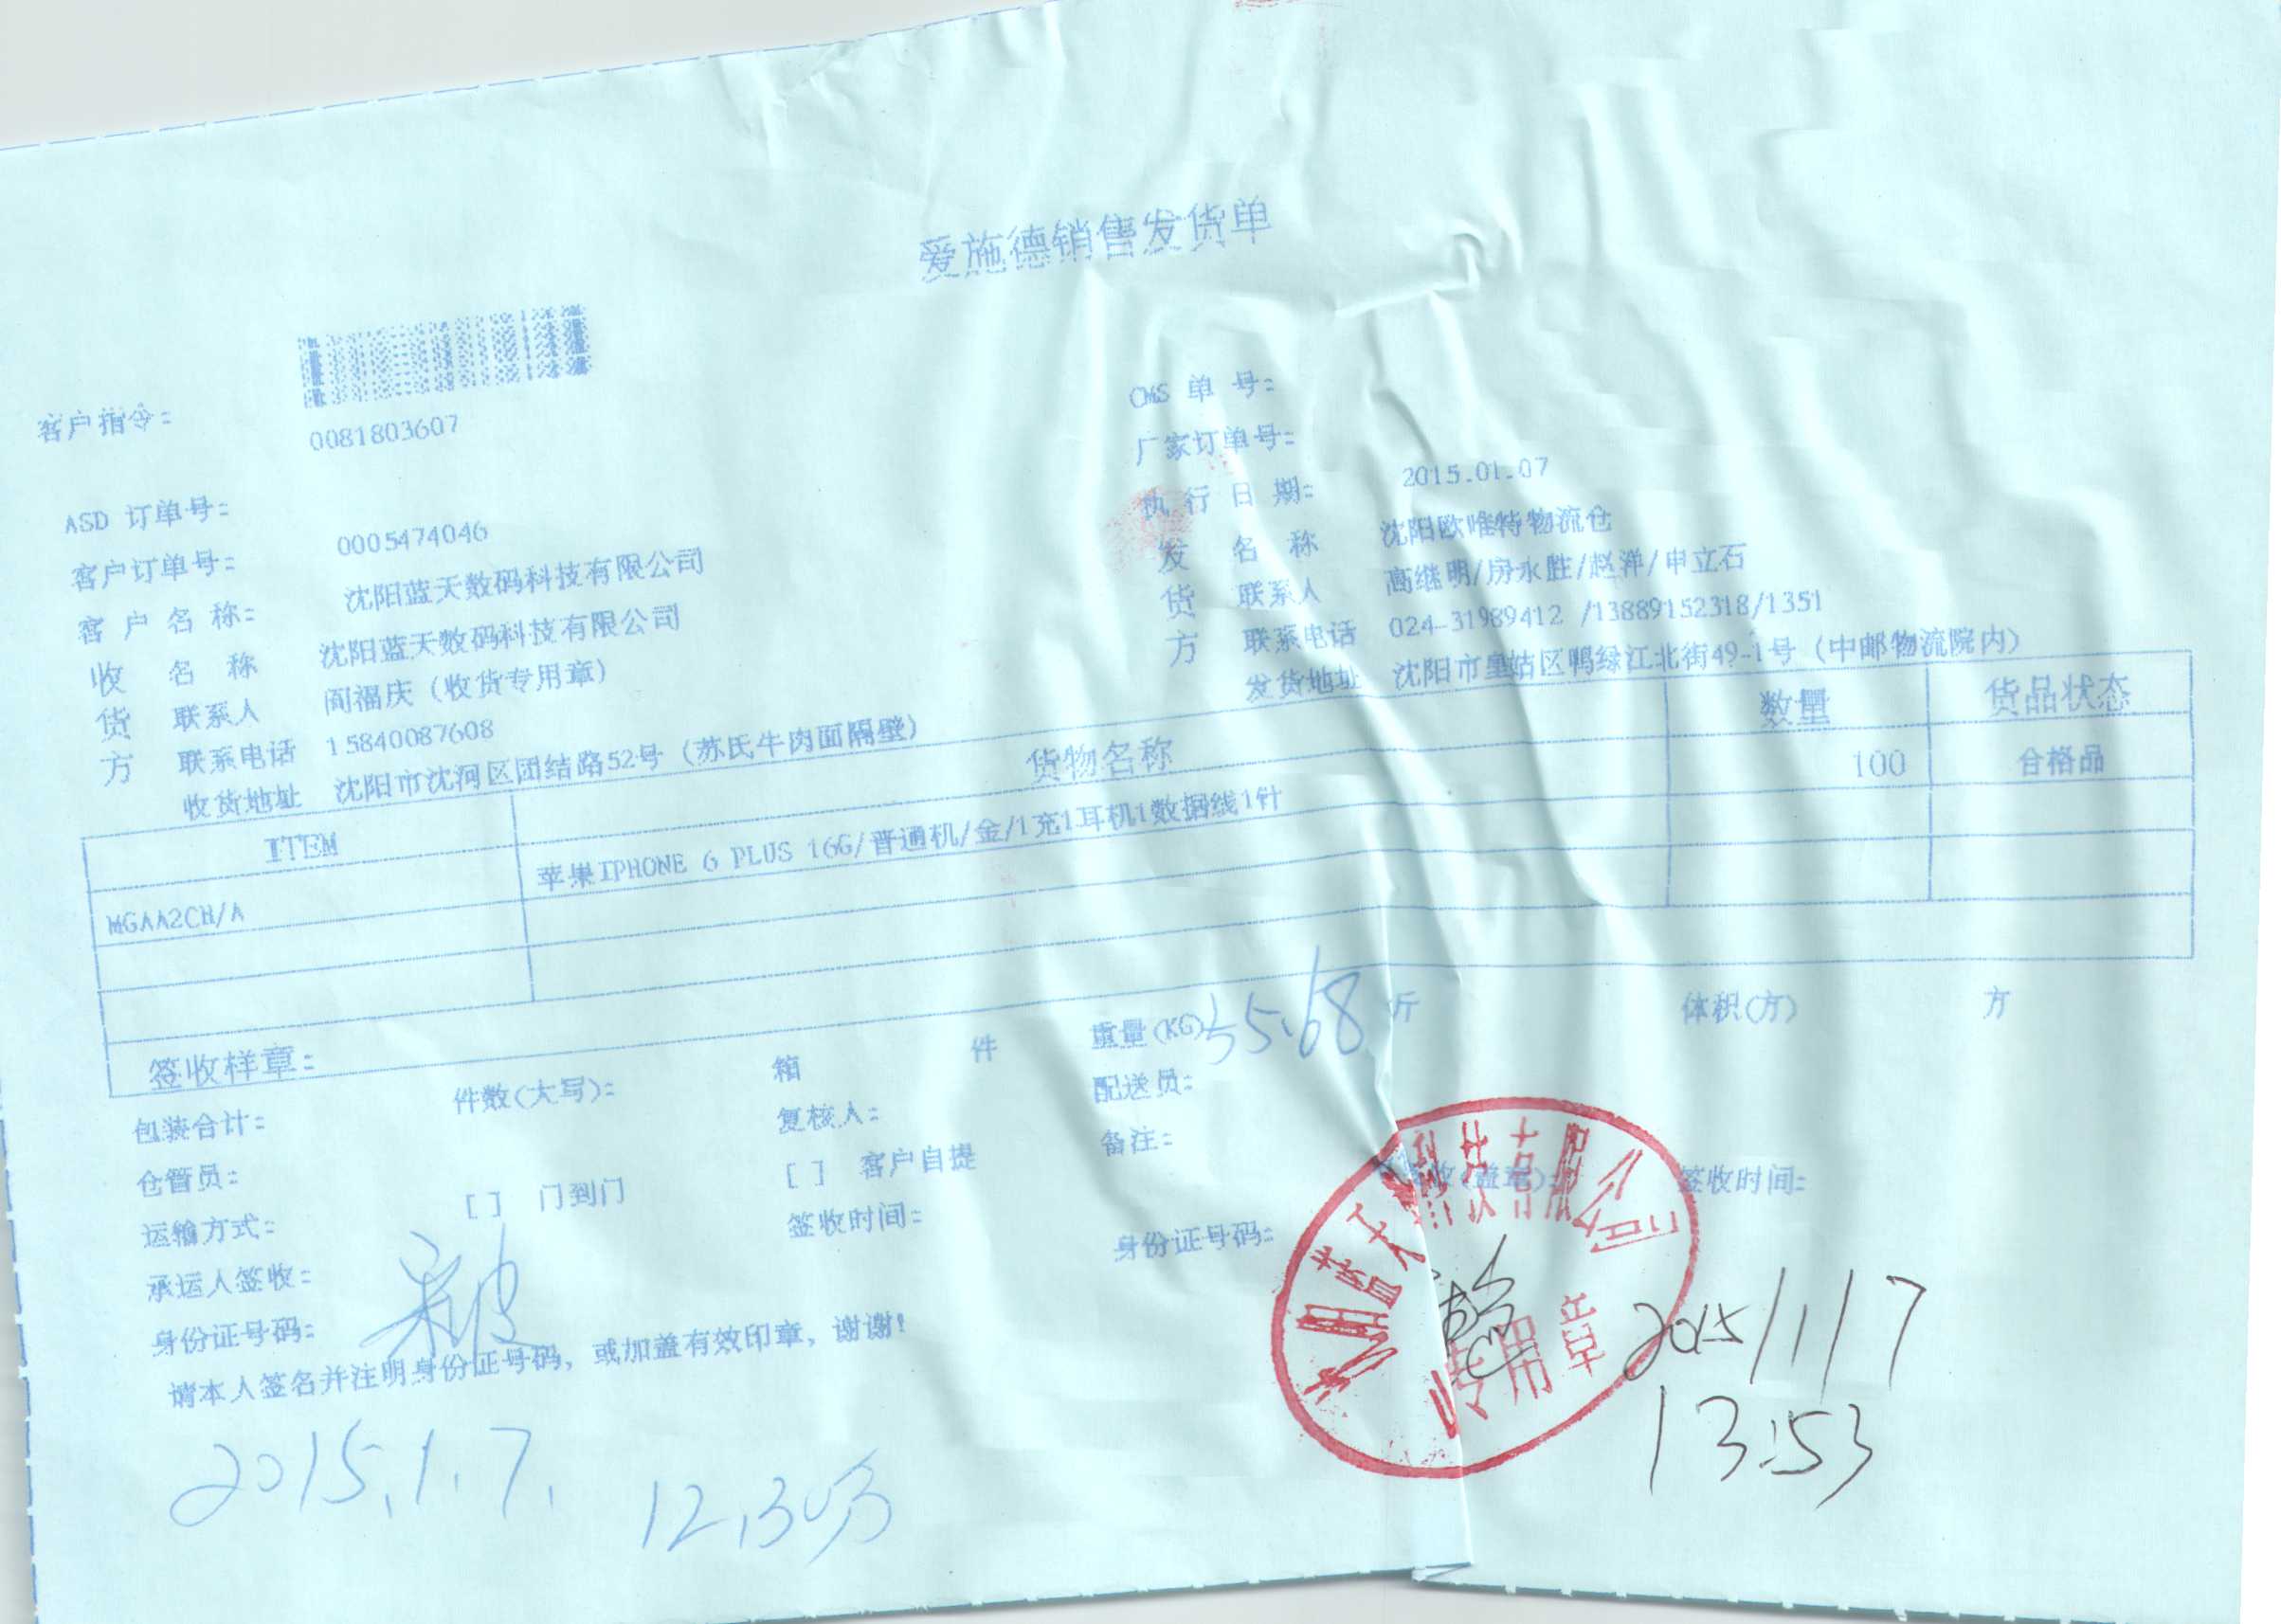 爱施德销售发货单
客户指令:
0081803607
CMS 单 号:
厂家订单号:
ASD 订单号:
0005474046
执 行 日 期:
2015.01.07
客户订单号:
客 户 名 称:
沈阳蓝天数码科技有限公司
发 货 方
名 称
沈阳欧唯特物流仓
联系人
高继明/房永胜/赵洋/申立石
联系电话
024-31989412 /13889152318/1351
发货地址
沈阳市皇姑区鸭绿江北街49-1号 (中邮物流院内)
收 货 方
名 称
沈阳蓝天数码科技有限公司
联系人
阎福庆 (收货专用章)
联系电话
15840087608
收货地址
沈阳市沈河区团结路52号 (苏氏牛肉面隔壁)
ITEM 货物名称 数量 货品状态
MGAA2CH/A 苹果IPHONE 6 PLUS 16G/普通机/金/1充1耳机1数据线1针 100 合格品
签收样章:
包装合计: 件数(大写): 箱 件 重量(KG) 35.68 斤 体积(方) 方
仓管员: 复核人: 配送员:
运输方式: [ ] 门到门 [ ] 客户自提 备注:
承运人签收: 签收时间: 签收(盖章): 签收时间:
身份证号码: 身份证号码:
请本人签名并注明身份证号码, 或加盖有效印章, 谢谢!
科技有限公司
专用章
2015/1/7
13:53
2015.1.7.